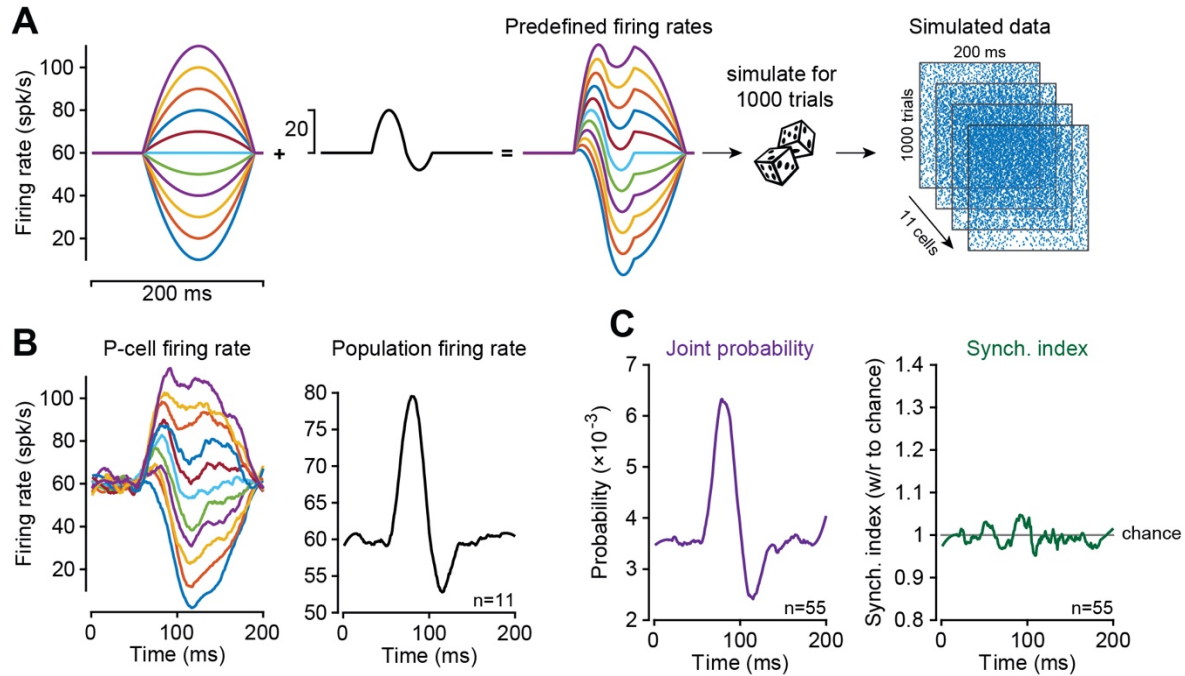 A
Predefined firing rates
Simulated data
Firing rate (spk/s)
100
80
60
40
20
200 ms
+
20
=
simulate for
1000 trials
200 ms
1000 trials
11 cells
B
P-cell firing rate
Firing rate (spk/s)
100
80
60
40
20
0
100
200
Time (ms)
Population firing rate
80
75
70
65
60
55
50
n=11
0
100
200
Time (ms)
C
Joint probability
Probability (×10⁻³)
7
6
5
4
3
2
n=55
0
100
200
Time (ms)
Synch. index
Synch. index (w/r to chance)
1.4
1.3
1.2
1.1
1
0.9
0.8
chance
n=55
0
100
200
Time (ms)